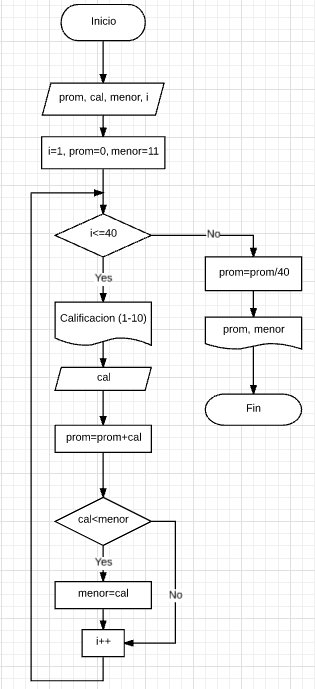 Inicio
prom, cal, menor, i
i=1, prom=0, menor=11
i<=40
No
Yes
prom=prom/40
Calificacion (1-10)
prom, menor
cal
Fin
prom=prom+cal
cal<menor
Yes
No
menor=cal
i++